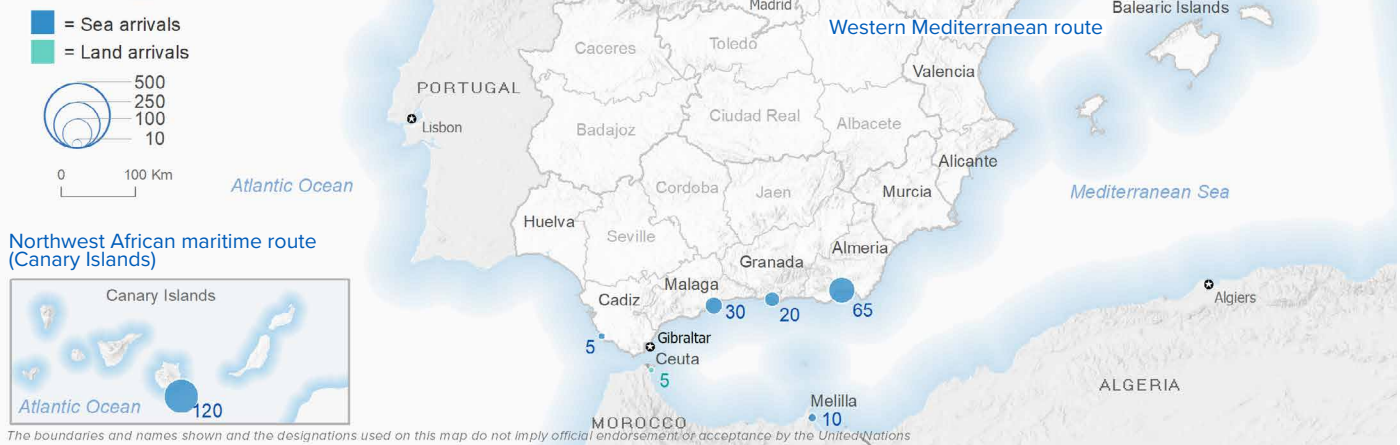 = Sea arrivals
= Land arrivals
500
250
100
10
0 100 Km
Madrid
Western Mediterranean route
Balearic Islands
Caceres
Toledo
Valencia
PORTUGAL
Lisbon
Badajoz
Ciudad Real
Albacete
Alicante
Atlantic Ocean
Cordoba
Jaen
Murcia
Mediterranean Sea
Huelva
Seville
Almeria
Northwest African maritime route
(Canary Islands)
Granada
Malaga
Cadiz
Canary Islands
Algiers
30
20
65
5
Gibraltar
Ceuta
5
ALGERIA
Atlantic Ocean
120
Melilla
10
MOROCCO
The boundaries and names shown and the designations used on this map do not imply official endorsement or acceptance by the United Nations